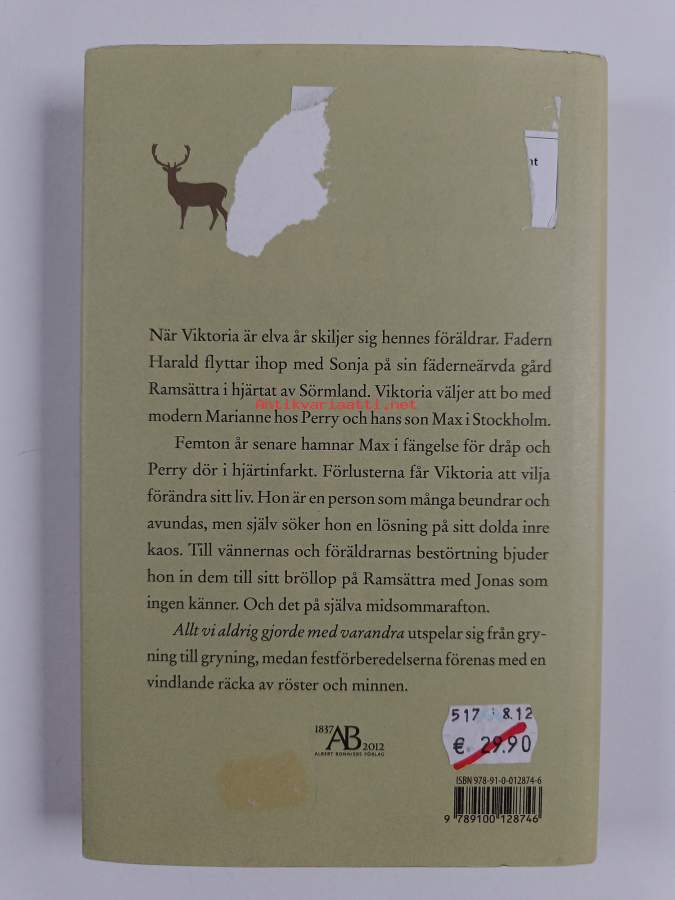 nt
När Viktoria är elva år skiljer sig hennes föräldrar. Fadern
Harald flyttar ihop med Sonja på sin fäderneärvda gård
Ramsättra i hjärtat av Sörmland. Viktoria väljer att bo med
Antikvariaatti.net
modern Marianne hos Perry och hans son Max i Stockholm.
Femton år senare hamnar Max i fängelse för dråp och
Perry dör i hjärtinfarkt. Förlusterna får Viktoria att vilja
förändra sitt liv. Hon är en person som många beundrar och
avundas, men själv söker hon en lösning på sitt dolda inre
kaos. Till vännernas och föräldrarnas bestörtning bjuder
hon in dem till sitt bröllop på Ramsättra med Jonas som
ingen känner. Och det på själva midsommarafton.
Allt vi aldrig gjorde med varandra utspelar sig från gry-
ning till gryning, medan festförberedelserna förenas med en
vindlande räcka av röster och minnen.
1837 AB 2012
ALBERT BONNIERS FÖRLAG
517 8.12
€ 29.90
ISBN 978-91-0-012874-6
9 789100 128746